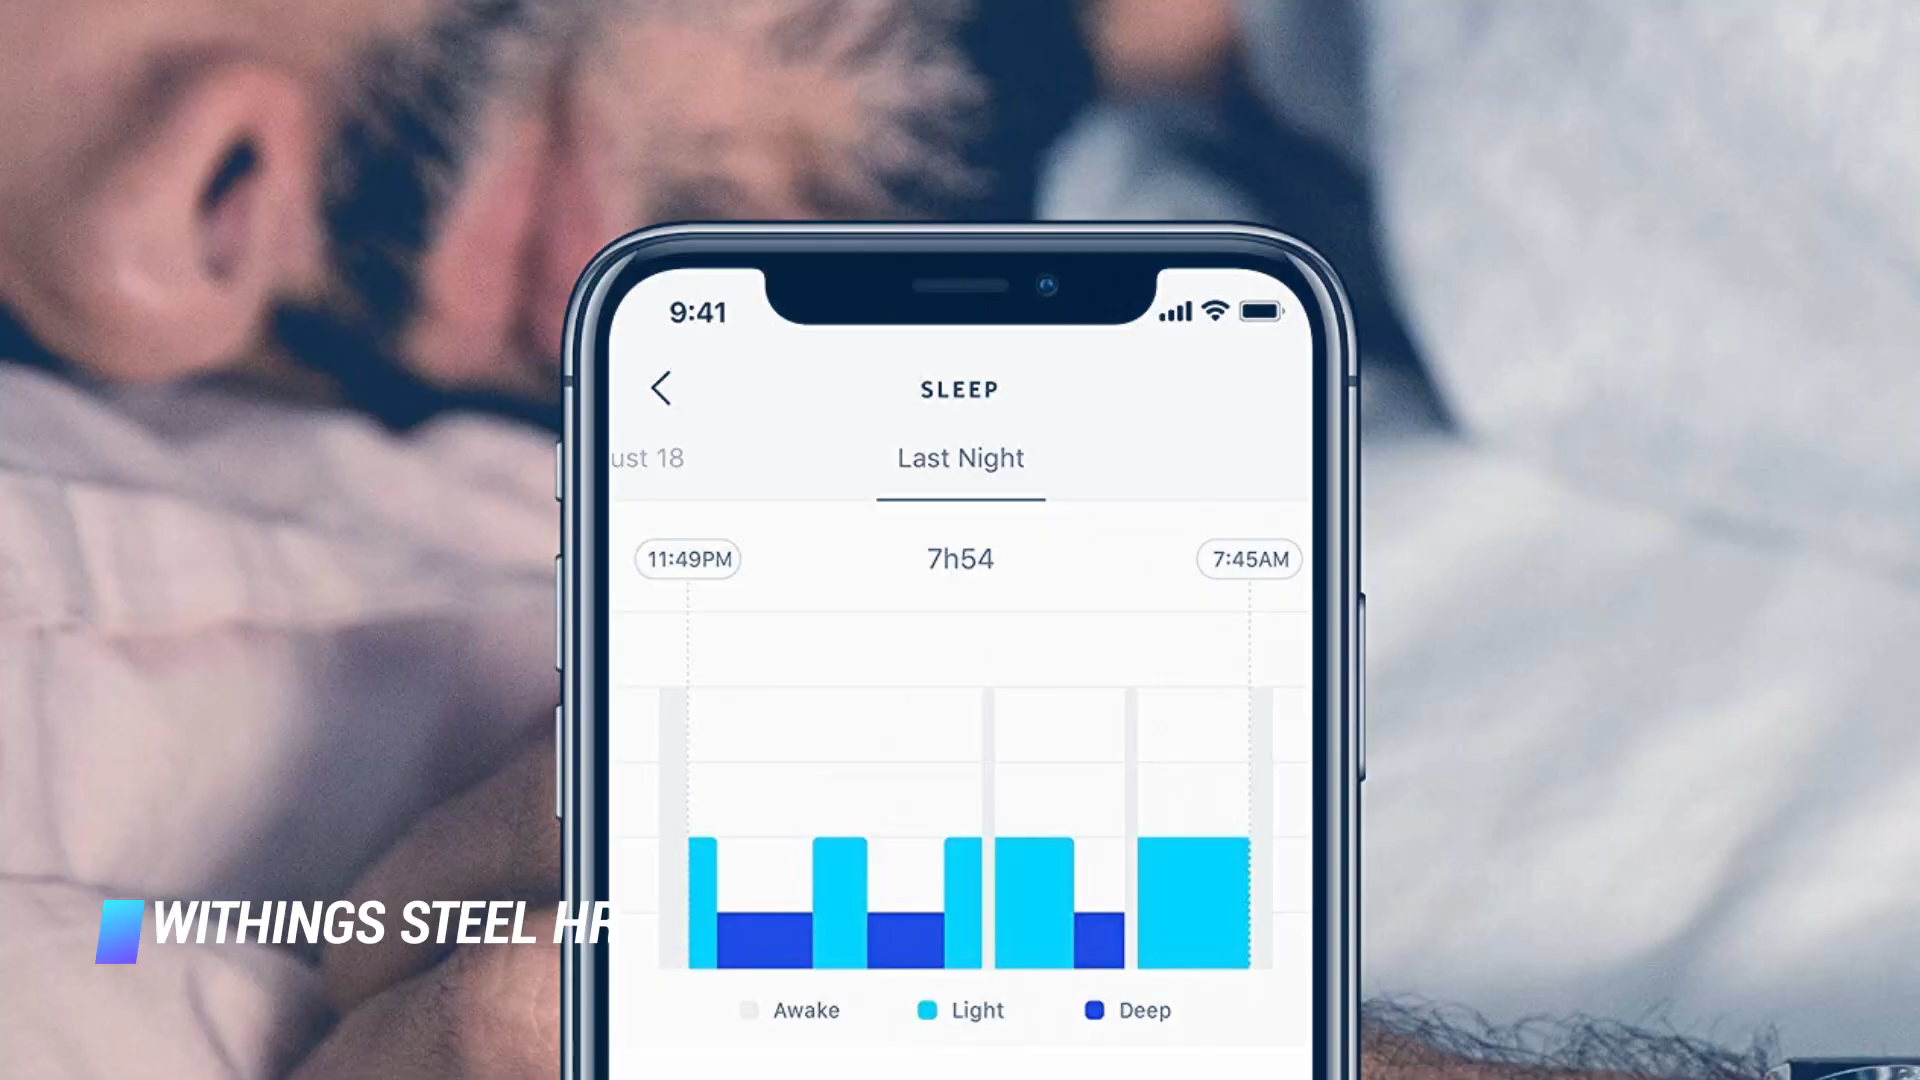 9:41
SLEEP
ust 18
Last Night
11:49PM
7h54
7:45AM
WITHINGS STEEL HR
Awake
Light
Deep